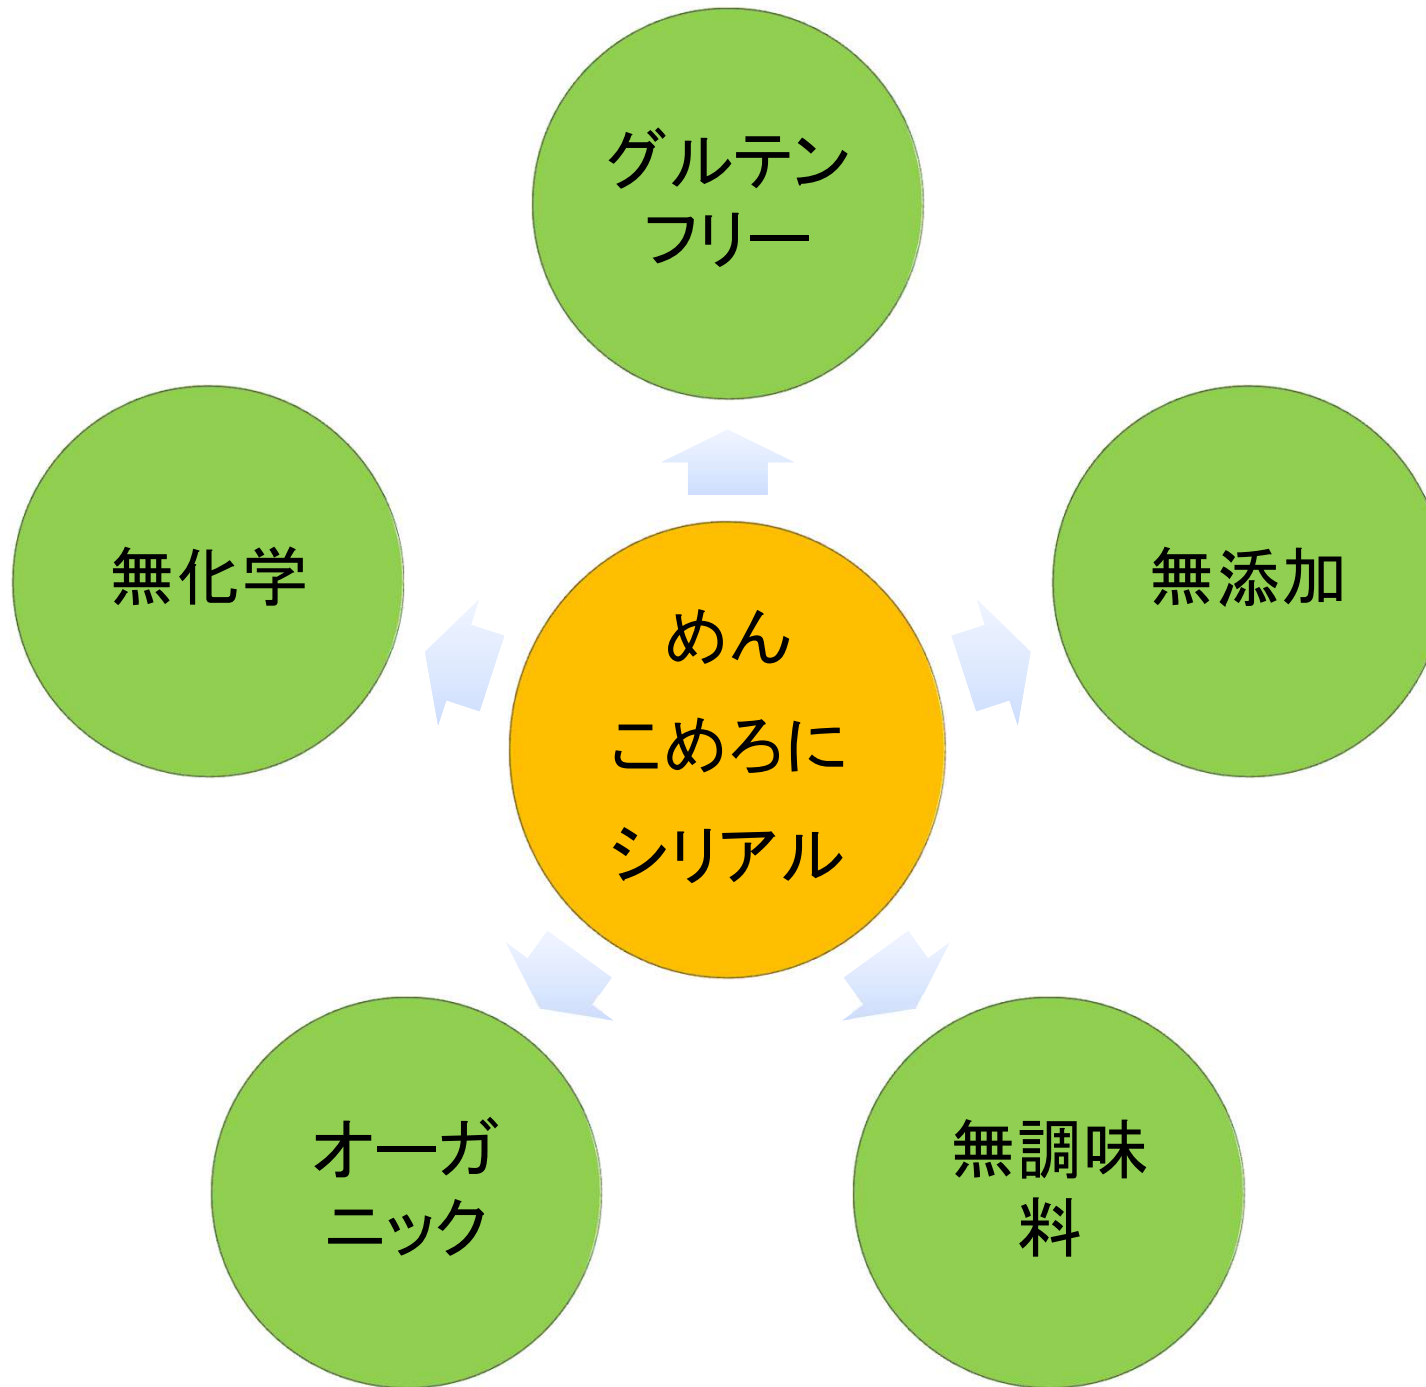 グルテン
フリー
無化学
無添加
めん
こめろに
シリアル
オーガ
ニック
無調味
料